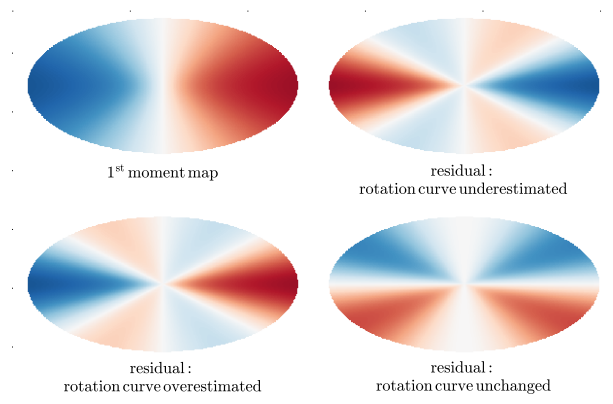 1st moment map
residual :
rotation curve underestimated
residual :
rotation curve overestimated
residual :
rotation curve unchanged